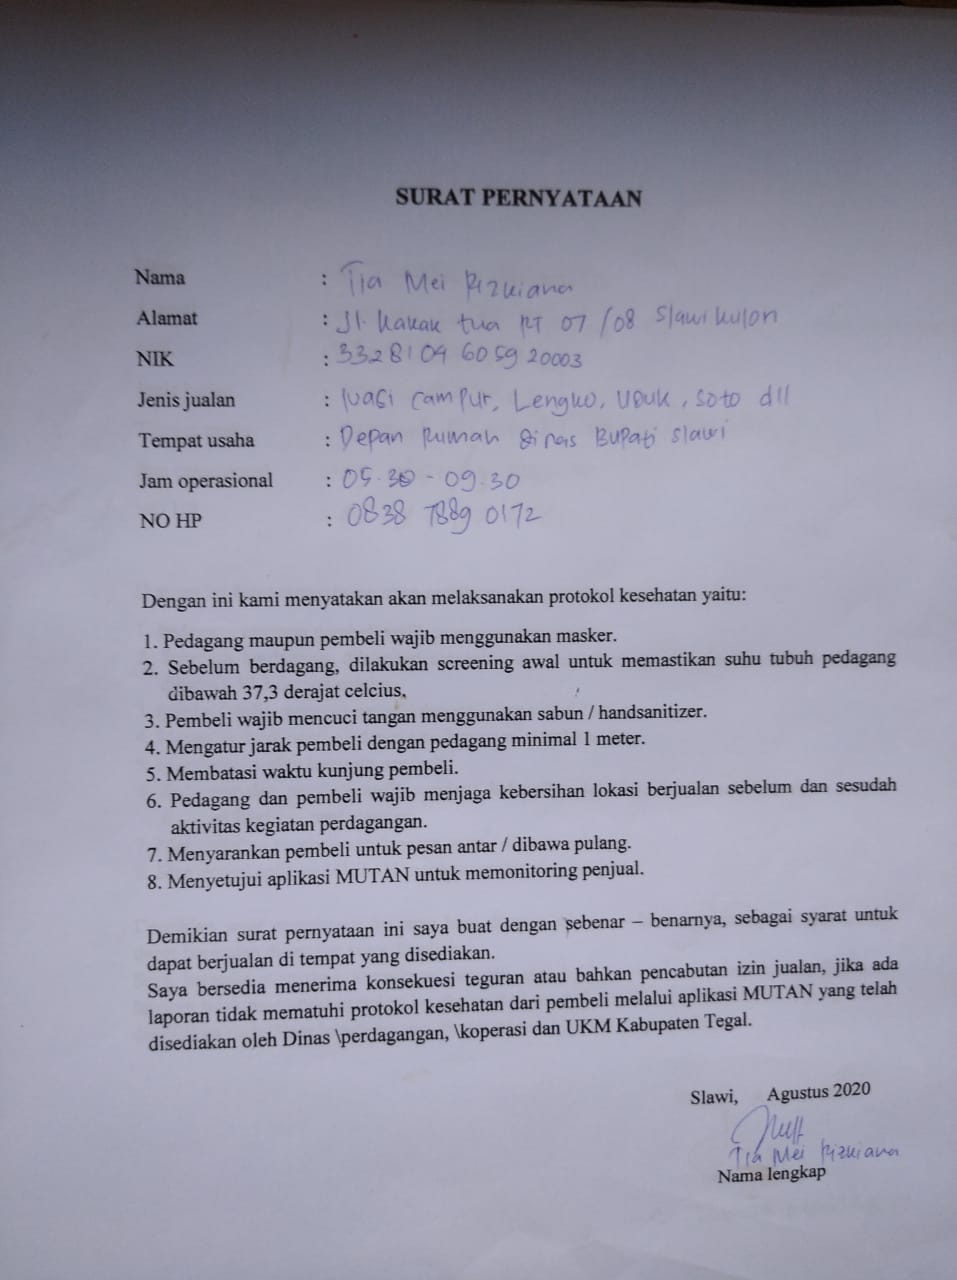 SURAT PERNYATAAN
Nama : Tia Mei Rizkiana
Alamat : Jl. Kakak tua RT 07 /08 Slawi kulon
NIK : 3328109460592003
Jenis jualan : Nasi campur, Lengko, Uduk, Soto dll
Tempat usaha : Depan Rumah Dinas Bupati Slawi
Jam operasional : 05.30 - 09.30
NO HP : 0838 7889 0172
Dengan ini kami menyatakan akan melaksanakan protokol kesehatan yaitu:
1. Pedagang maupun pembeli wajib menggunakan masker.
2. Sebelum berdagang, dilakukan screening awal untuk memastikan suhu tubuh pedagang
dibawah 37,3 derajat celcius.
3. Pembeli wajib mencuci tangan menggunakan sabun / handsanitizer.
4. Mengatur jarak pembeli dengan pedagang minimal 1 meter.
5. Membatasi waktu kunjung pembeli.
6. Pedagang dan pembeli wajib menjaga kebersihan lokasi berjualan sebelum dan sesudah
aktivitas kegiatan perdagangan.
7. Menyarankan pembeli untuk pesan antar / dibawa pulang.
8. Menyetujui aplikasi MUTAN untuk memonitoring penjual.
Demikian surat pernyataan ini saya buat dengan sebenar – benarnya, sebagai syarat untuk
dapat berjualan di tempat yang disediakan.
Saya bersedia menerima konsekuesi teguran atau bahkan pencabutan izin jualan, jika ada
laporan tidak mematuhi protokol kesehatan dari pembeli melalui aplikasi MUTAN yang telah
disediakan oleh Dinas \perdagangan, \koperasi dan UKM Kabupaten Tegal.
Slawi, Agustus 2020
Tia Mei Rizkiana
Nama lengkap